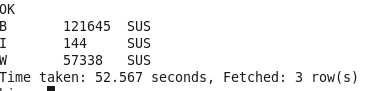 OK
B 121645 SUS
I 144 SUS
W 57338 SUS
Time taken: 52.567 seconds, Fetched: 3 row(s)